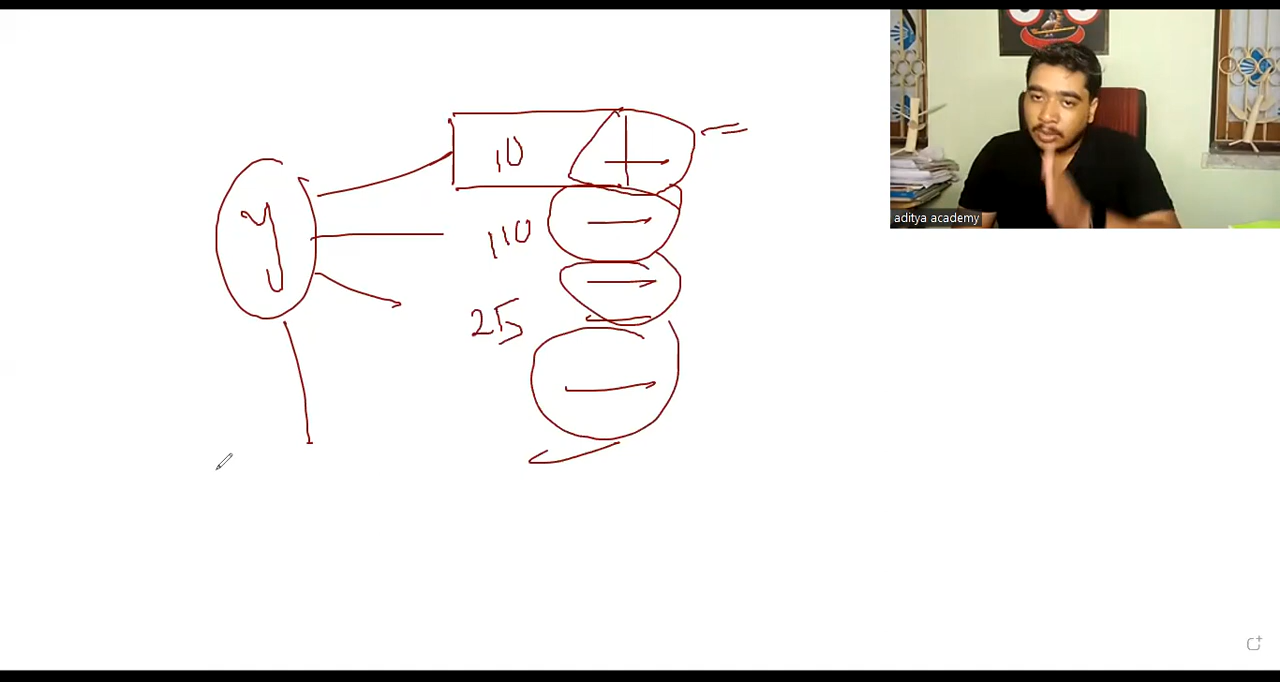 10 +
y
110 —
25 —
—
aditya academy